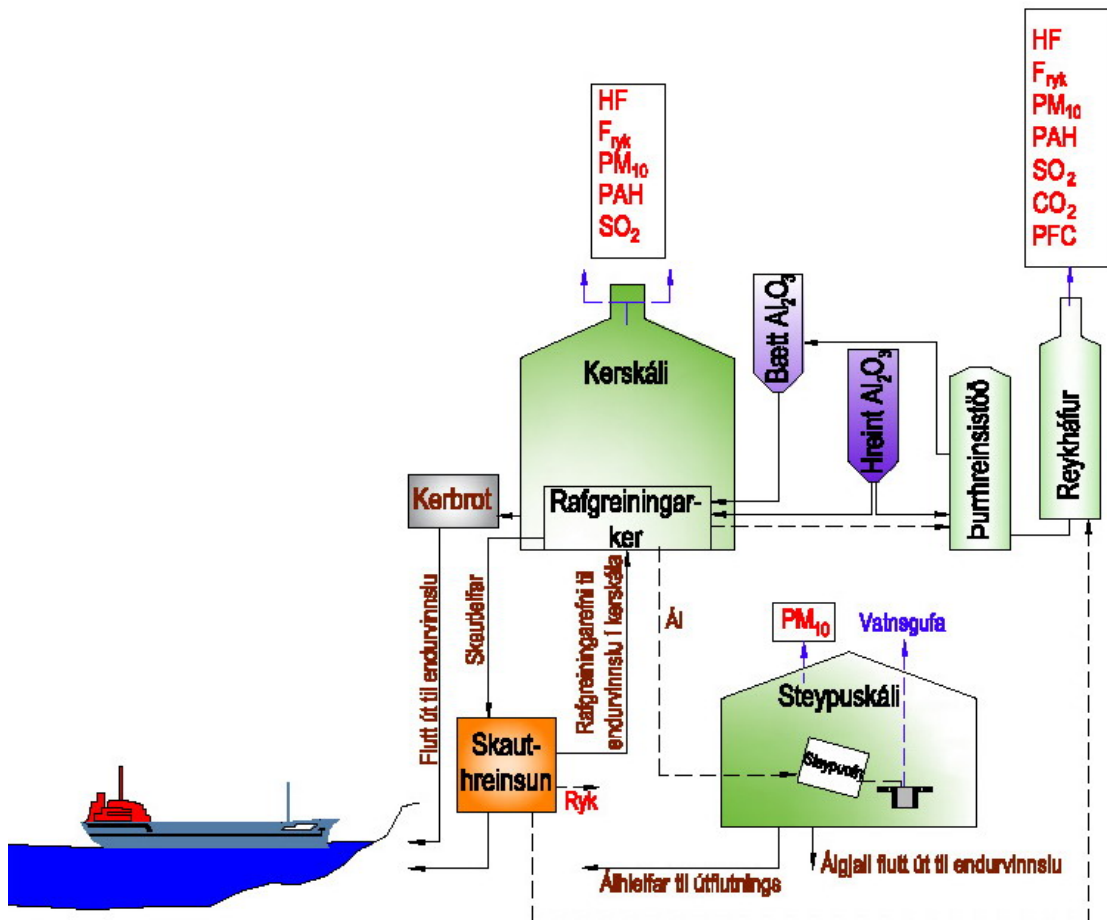 HF
F ryk
PM10
PAH
SO2
CO2
PFC
HF
F ryk
PM10
PAH
SO2
Bætt Al2O3
Hreint Al2O3
Kerskáli
Þurrhreinsistöð
Reykháfur
Kerbrot
Rafgreiningar-
ker
Flutt út til endurvinnslu
Skautleifar
Rafgreiningarefni til
endurvinnslu í kerskála
Ál
PM10
Vatnsgufa
Steypuskáli
Steypuofn
Skaut-
hreinsun
Ryk
Álgjall flutt út til endurvinnslu
Álhleifar til útflutnings